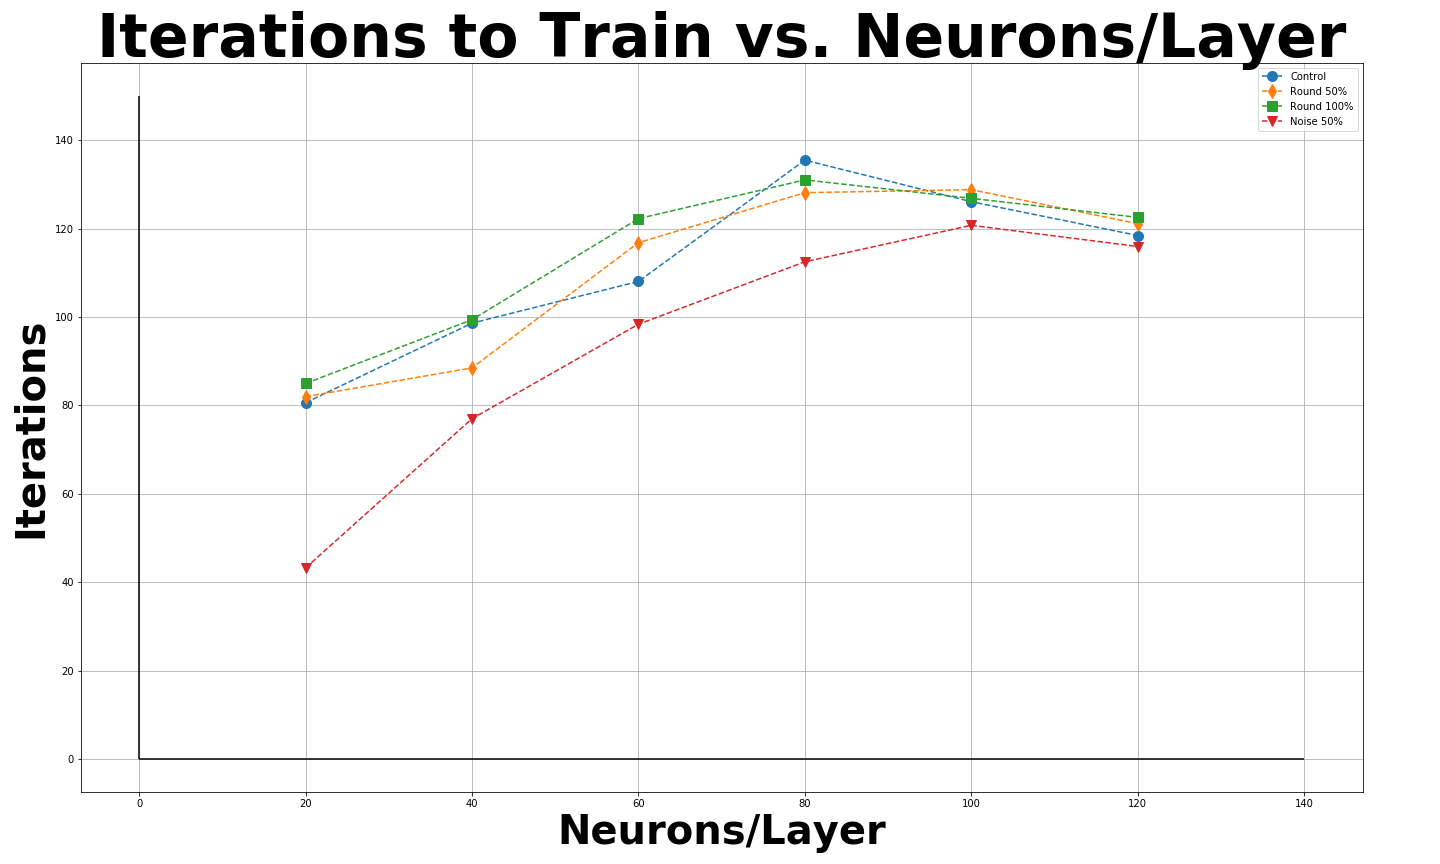 Iterations to Train vs. Neurons/Layer
Control
Round 50%
Round 100%
Noise 50%
Iterations
140
120
100
80
60
40
20
0
0 20 40 60 80 100 120 140
Neurons/Layer